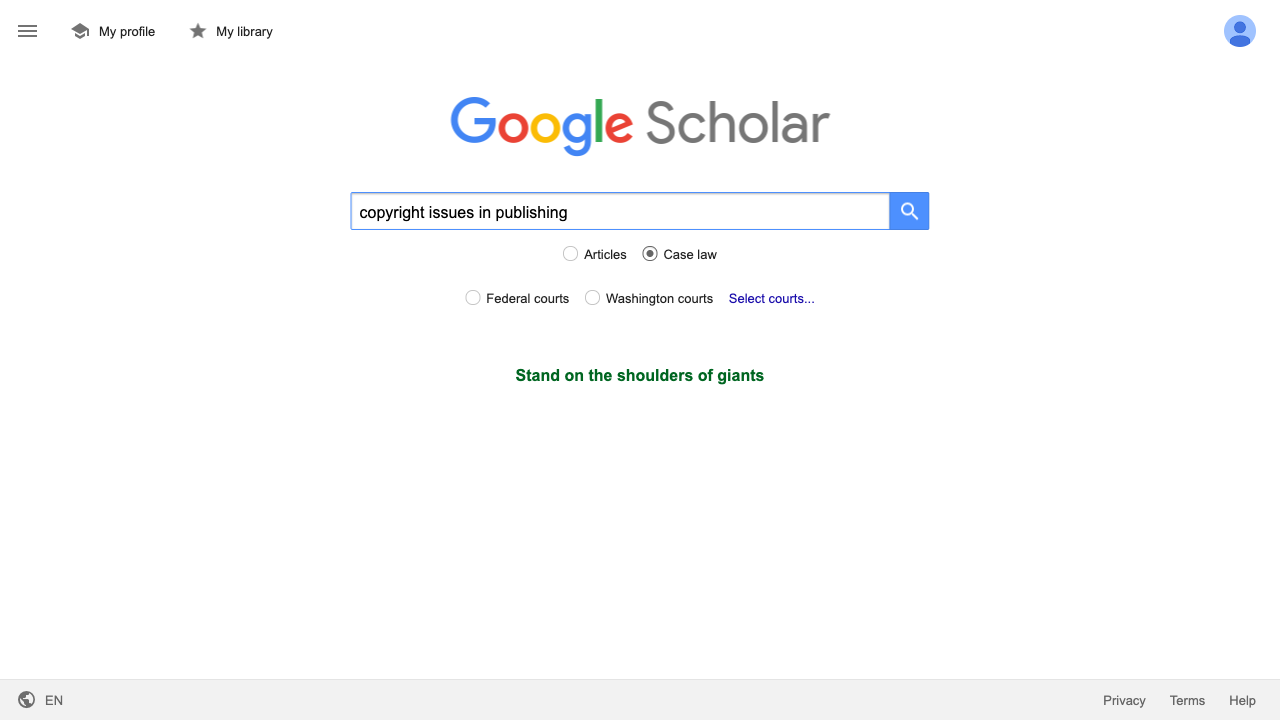 My profile My library
Google Scholar
copyright issues in publishing
Articles Case law
Federal courts Washington courts Select courts...
Stand on the shoulders of giants
EN Privacy Terms Help